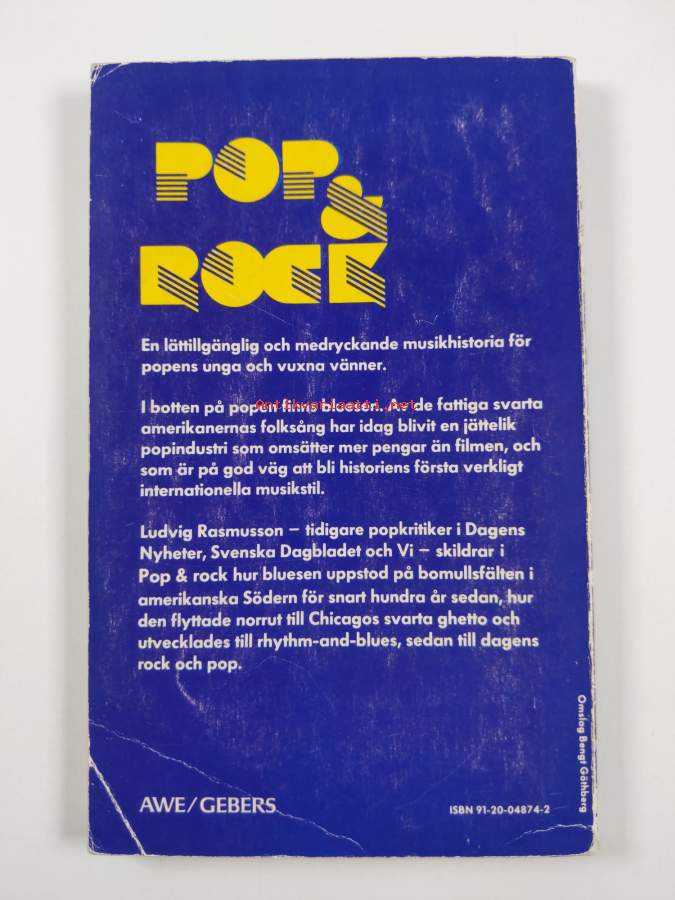 POP
&
ROCK
En lättillgänglig och medryckande musikhistoria för
popens unga och vuxna vänner.
I botten på popen finns bluesen. Av de fattiga svarta
Antikvariaatti.net
amerikanernas folksång har idag blivit en jättelik
popindustri som omsätter mer pengar än filmen, och
som är på god väg att bli historiens första verkligt
internationella musikstil.
Ludvig Rasmusson – tidigare popkritiker i Dagens
Nyheter, Svenska Dagbladet och Vi – skildrar i
Pop & rock hur bluesen uppstod på bomullsfälten i
amerikanska Södern för snart hundra år sedan, hur
den flyttade norrut till Chicagos svarta ghetto och
utvecklades till rhythm-and-blues, sedan till dagens
rock och pop.
Omslag Bengt Göthberg
AWE/GEBERS
ISBN 91-20-04874-2